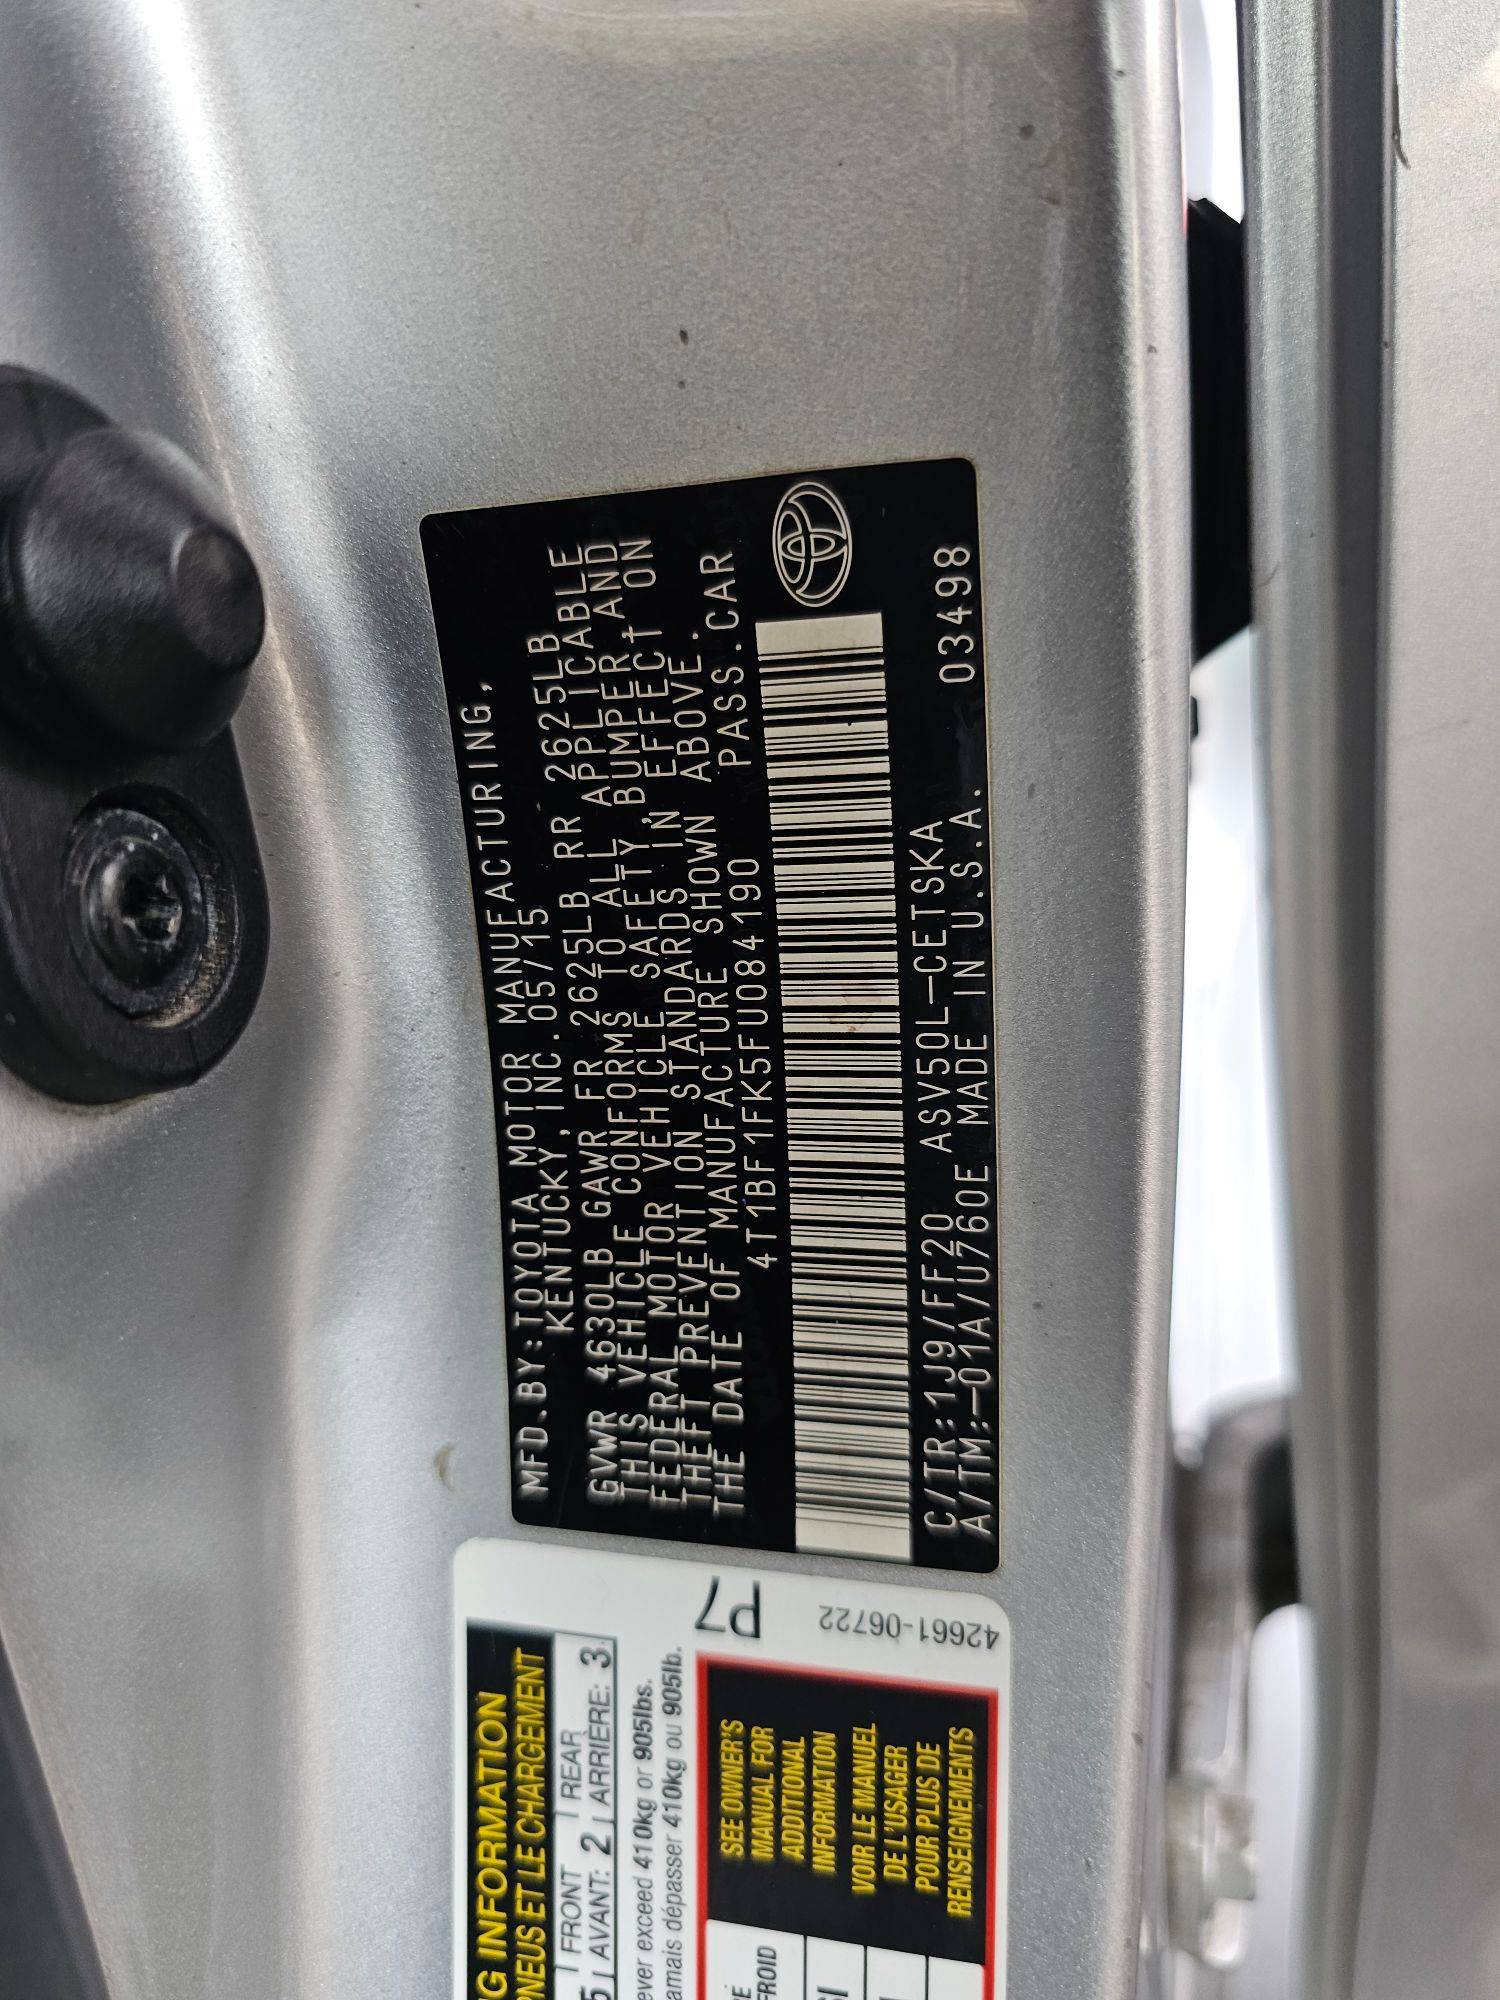 MFD.BY:TOYOTA MOTOR MANUFACTURING,
KENTUCKY,INC.05/15
GVWR 4630LB GAWR FR 2625LB RR 2625LB
THIS VEHICLE CONFORMS TO ALL APPLICABLE
FEDERAL MOTOR VEHICLE SAFETY,BUMPER,AND
THEFT PREVENTION STANDARDS IN EFFECT ON
THE DATE OF MANUFACTURE SHOWN ABOVE.
4T1BF1FK5FU084190 PASS.CAR
C/TR:1J9/FF20 ASV50L-CETSKA
A/TM:-01A/U760E MADE IN U.S.A. 03498
P7
42661-06722
NG INFORMATION
PNEUS ET LE CHARGEMENT
5 FRONT REAR
AVANT: 2 ARRIÈRE: 3
ever exceed 410kg or 905lbs.
amais dépasser 410kg ou 905lb.
SEE OWNER'S
MANUAL FOR
ADDITIONAL
INFORMATION
VOIR LE MANUEL
DE L'USAGER
POUR PLUS DE
RENSEIGNEMENTS
FROID